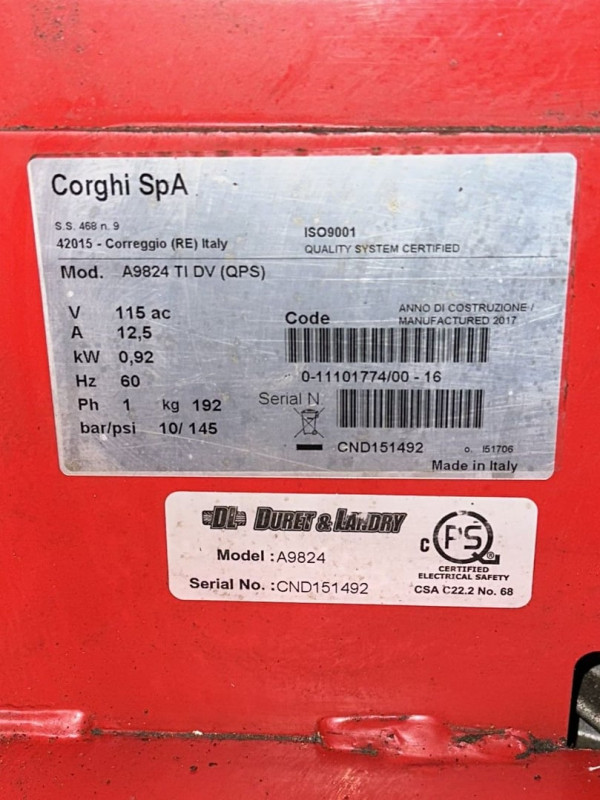 Corghi SpA
S.S. 468 n. 9
42015 - Correggio (RE) Italy
ISO9001
QUALITY SYSTEM CERTIFIED
Mod. A9824 TI DV (QPS)
V 115 ac
A 12,5
kW 0,92
Hz 60
Ph 1 kg 192
bar/psi 10/ 145
ANNO DI COSTRUZIONE /
Code MANUFACTURED 2017
0-11101774/00 - 16
Serial N
CND151492 o. I51706
Made in Italy
DL DURET & LANDRY
Model : A9824
Serial No. : CND151492
C QPS ®
CERTIFIED
ELECTRICAL SAFETY
CSA C22.2 No. 68